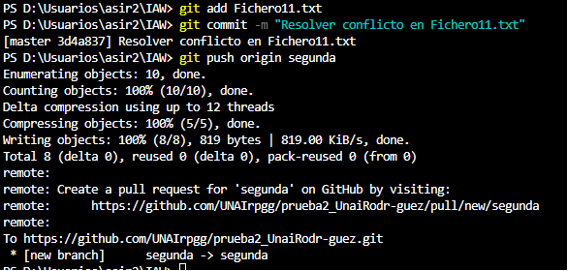 PS D:\Usuarios\asir2\IAW> git add Fichero11.txt
PS D:\Usuarios\asir2\IAW> git commit -m "Resolver conflicto en Fichero11.txt"
[master 3d4a837] Resolver conflicto en Fichero11.txt
PS D:\Usuarios\asir2\IAW> git push origin segunda
Enumerating objects: 10, done.
Counting objects: 100% (10/10), done.
Delta compression using up to 12 threads
Compressing objects: 100% (5/5), done.
Writing objects: 100% (8/8), 819 bytes | 819.00 KiB/s, done.
Total 8 (delta 0), reused 0 (delta 0), pack-reused 0 (from 0)
remote:
remote: Create a pull request for 'segunda' on GitHub by visiting:
remote:      https://github.com/UNAIrpgg/prueba2_UnaiRodr-guez/pull/new/segunda
remote:
To https://github.com/UNAIrpgg/prueba2_UnaiRodr-guez.git
 * [new branch]      segunda -> segunda
PS D:\Usuarios\asir2\IAW>